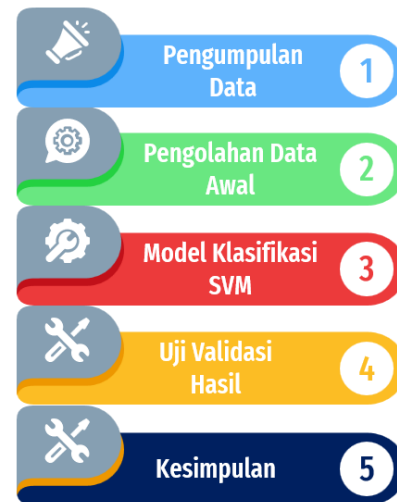 Pengumpulan
Data
1
Pengolahan Data
Awal
2
Model Klasifikasi
SVM
3
Uji Validasi
Hasil
4
Kesimpulan
5